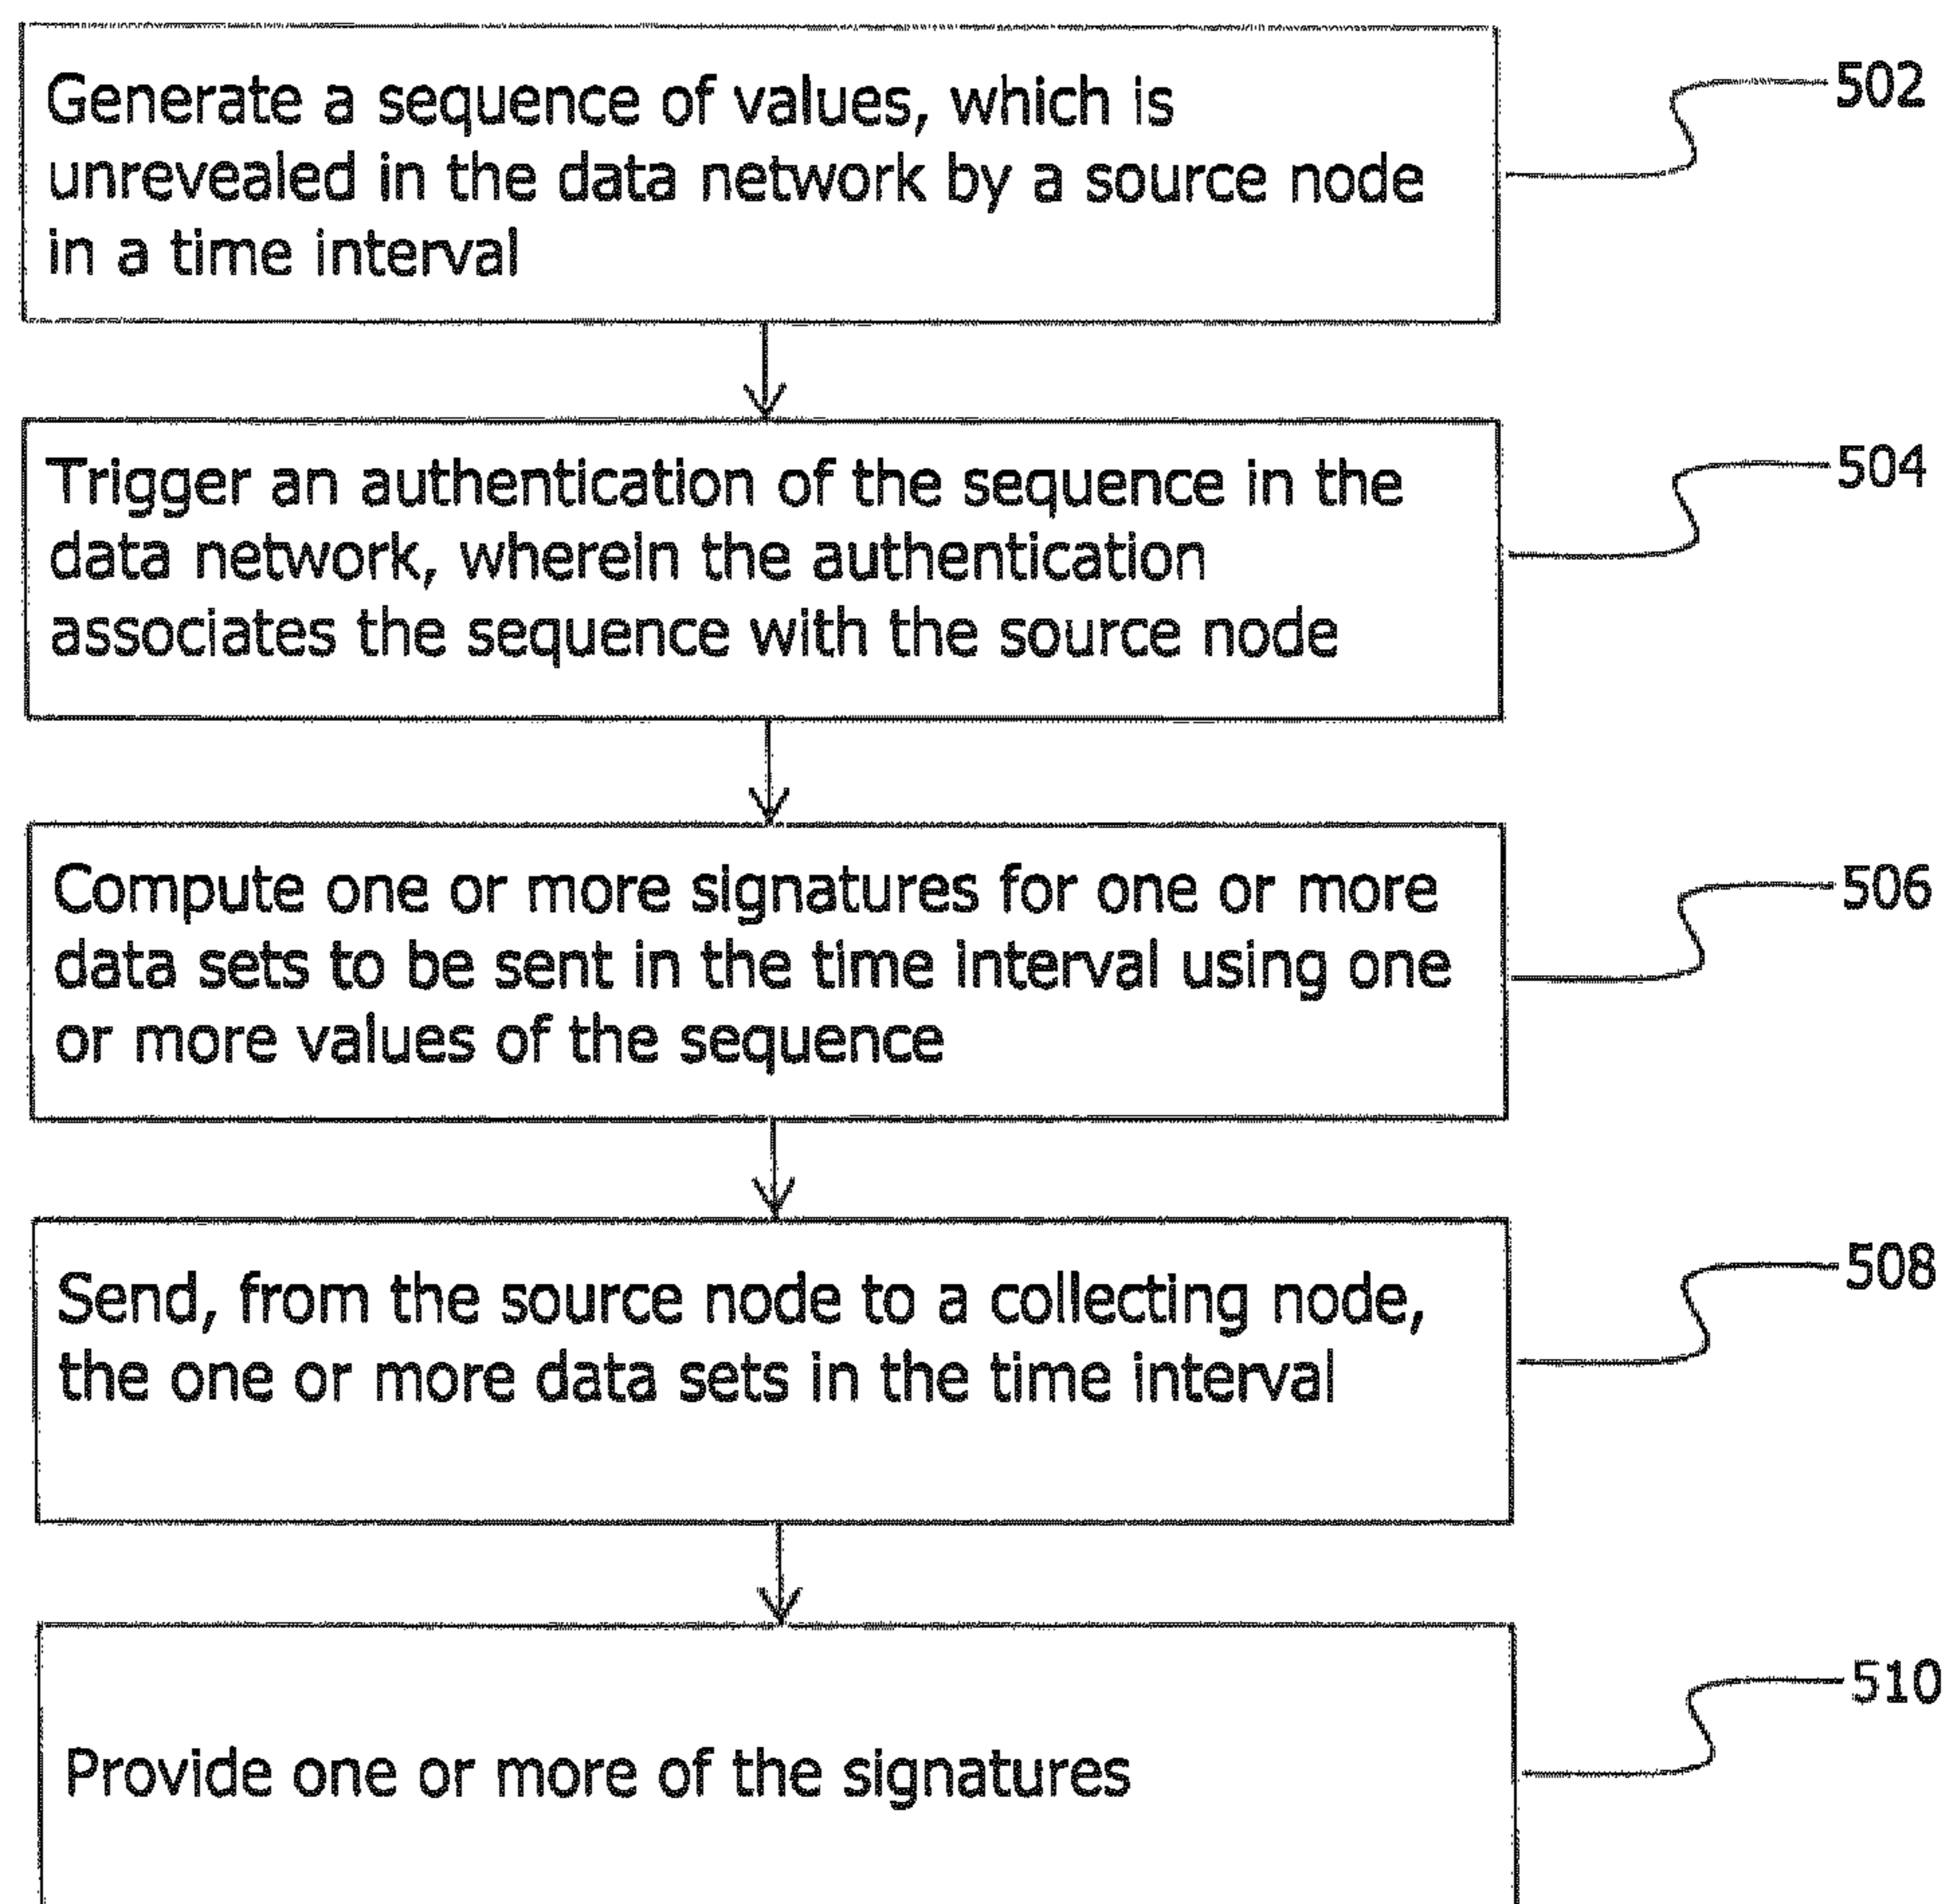 Generate a sequence of values, which is
502
unrevealed in the data network by a source node
in a time interval
Trigger an authentication of the sequence in the
504
data network, wherein the authentication
associates the sequence with the source node
Compute one or more signatures for one or more
506
data sets to be sent in the time interval using one
or more values of the sequence
Send, from the source node to a collecting node,
508
the one or more data sets in the time interval
510
Provide one or more of the signatures